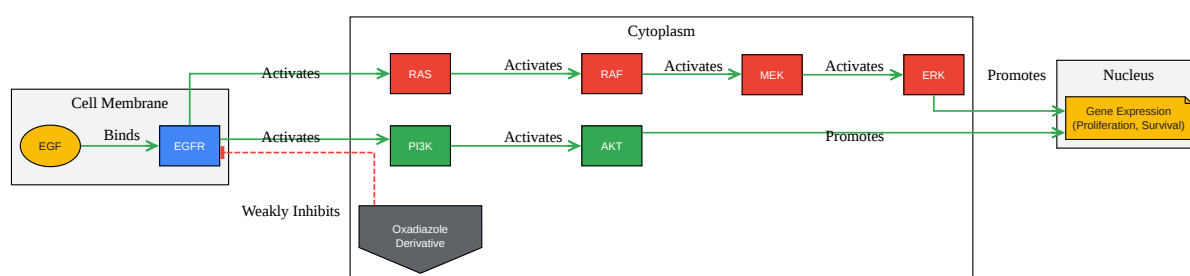 Cytoplasm
Activates
RAS
Activates
RAF
Activates
MEK
Activates
ERK
Promotes
Nucleus
Gene Expression
(Proliferation, Survival)
Cell Membrane
EGF
Binds
EGFR
Activates
PI3K
Activates
AKT
Promotes
Weakly Inhibits
Oxadiazole
Derivative